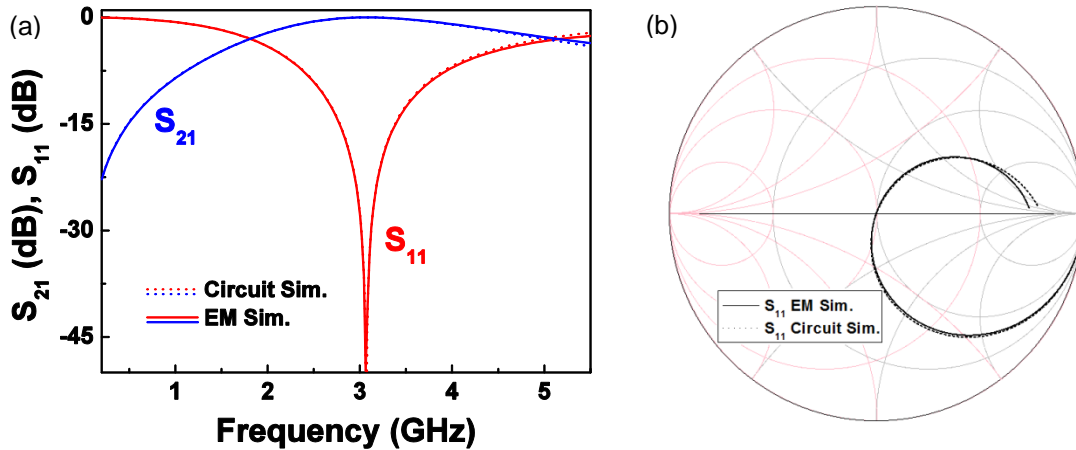 (a)
S21 (dB), S11 (dB)
0
-15
-30
-45
S21
S11
Circuit Sim.
EM Sim.
1 2 3 4 5
Frequency (GHz)
(b)
S11 EM Sim.
S11 Circuit Sim.